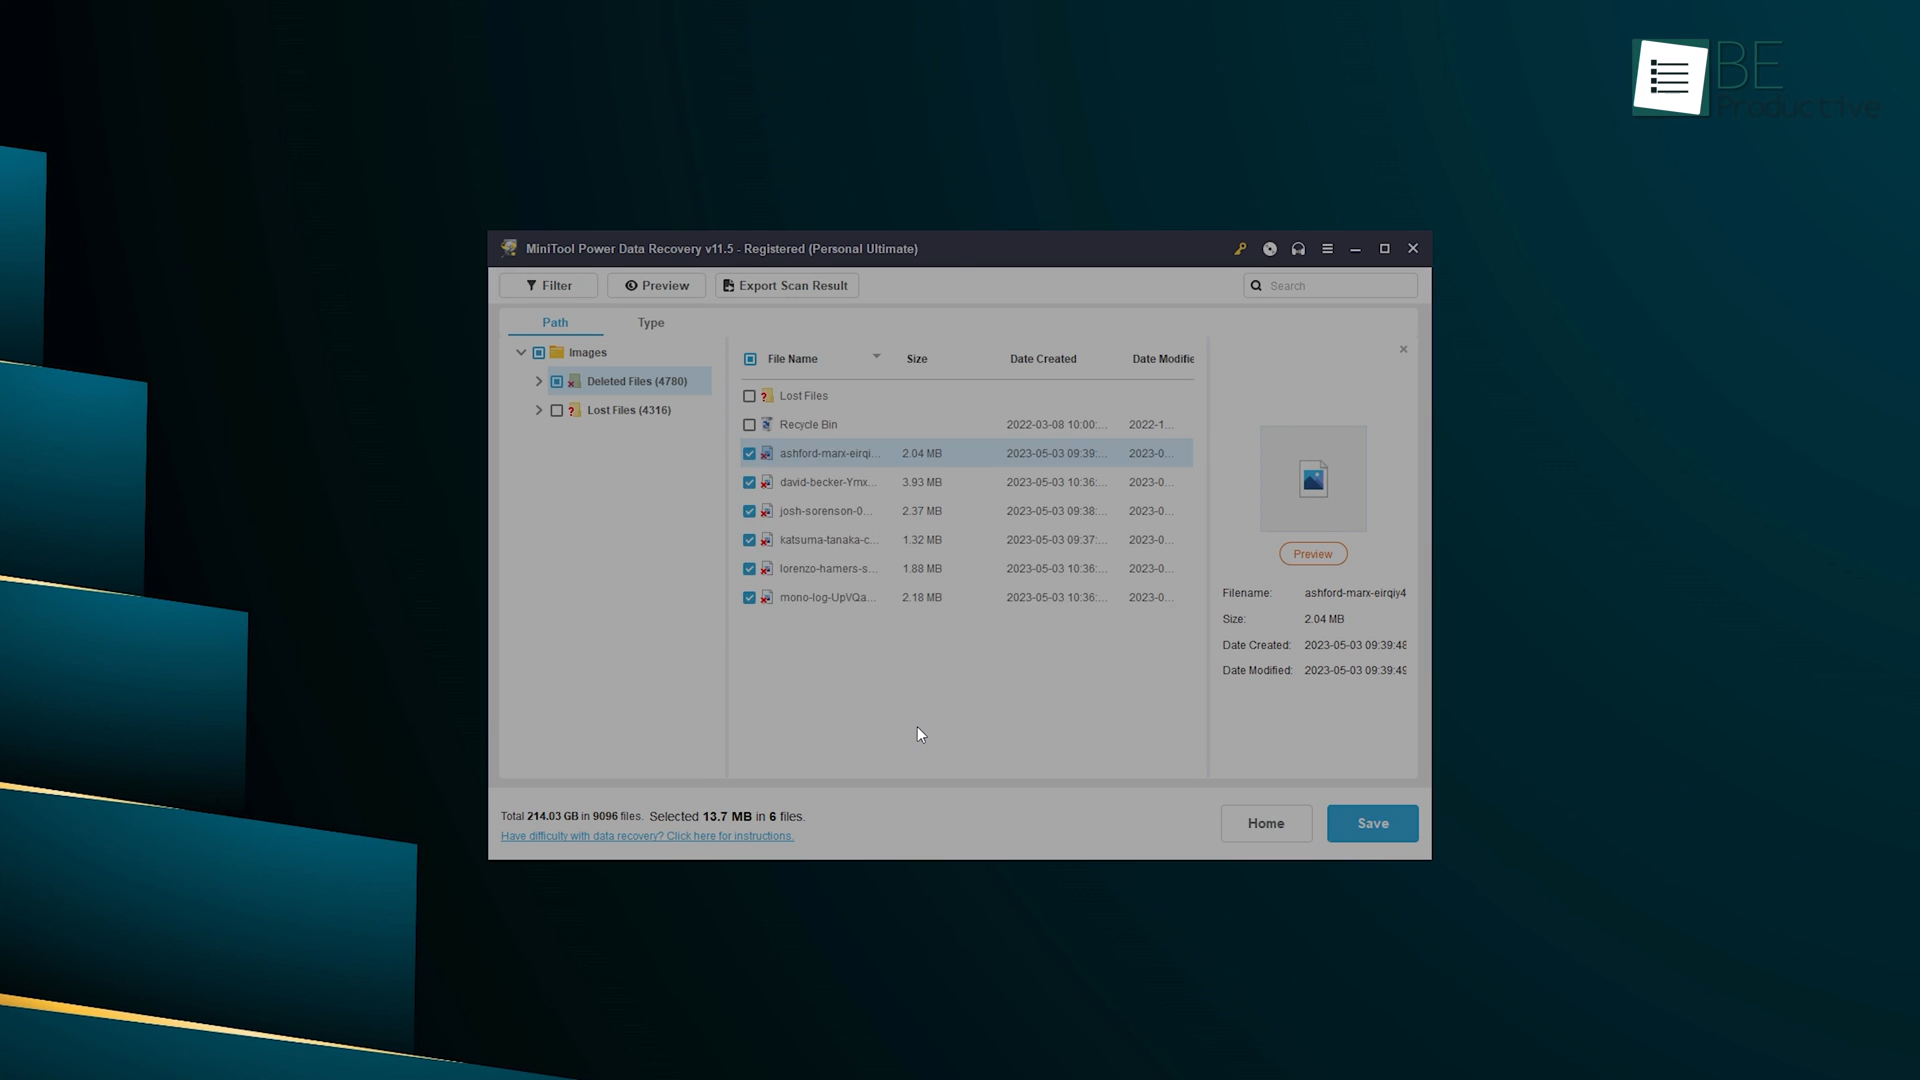 BE
Productive
MiniTool Power Data Recovery v11.5 - Registered (Personal Ultimate)
Filter
Preview
Export Scan Result
Search
Path
Type
Images
Deleted Files (4780)
Lost Files (4316)
File Name Size Date Created Date Modifie
Lost Files
Recycle Bin 2022-03-08 10:00:... 2022-1...
ashford-marx-eirqi... 2.04 MB 2023-05-03 09:39:... 2023-0...
david-becker-Ymx... 3.93 MB 2023-05-03 10:36:... 2023-0...
josh-sorenson-0... 2.37 MB 2023-05-03 09:38:... 2023-0...
katsuma-tanaka-c... 1.32 MB 2023-05-03 09:37:... 2023-0...
lorenzo-hamers-s... 1.88 MB 2023-05-03 10:36:... 2023-0...
mono-log-UpVQa... 2.18 MB 2023-05-03 10:36:... 2023-0...
Preview
Filename: ashford-marx-eirqiy4
Size: 2.04 MB
Date Created: 2023-05-03 09:39:48
Date Modified: 2023-05-03 09:39:49
Total 214.03 GB in 9096 files. Selected 13.7 MB in 6 files.
Have difficulty with data recovery? Click here for instructions.
Home
Save